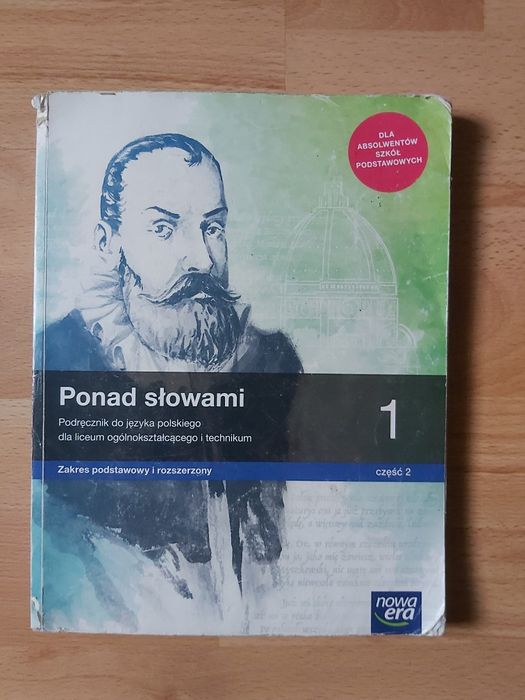 DLA
ABSOLWENTÓW
SZKÓŁ
PODSTAWOWYCH
Ponad słowami
Podręcznik do języka polskiego
dla liceum ogólnokształcącego i technikum
1
Zakres podstawowy i rozszerzony
część 2
nowa
era